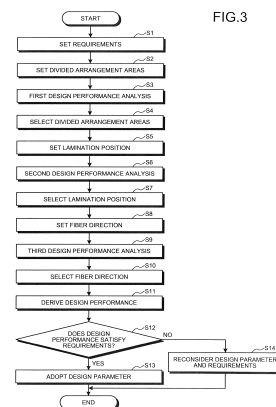 FIG.3
START
S1
SET REQUIREMENTS
S2
SET DIVIDED ARRANGEMENT AREAS
S3
FIRST DESIGN PERFORMANCE ANALYSIS
S4
SELECT DIVIDED ARRANGEMENT AREAS
S5
SET LAMINATION POSITION
S6
SECOND DESIGN PERFORMANCE ANALYSIS
S7
SELECT LAMINATION POSITION
S8
SET FIBER DIRECTION
S9
THIRD DESIGN PERFORMANCE ANALYSIS
S10
SELECT FIBER DIRECTION
S11
DERIVE DESIGN PERFORMANCE
S12
DOES DESIGN
PERFORMANCE SATISFY
REQUIREMENTS?
NO
YES
S13
ADOPT DESIGN PARAMETER
S14
RECONSIDER DESIGN PARAMETER
AND REQUIREMENTS
END